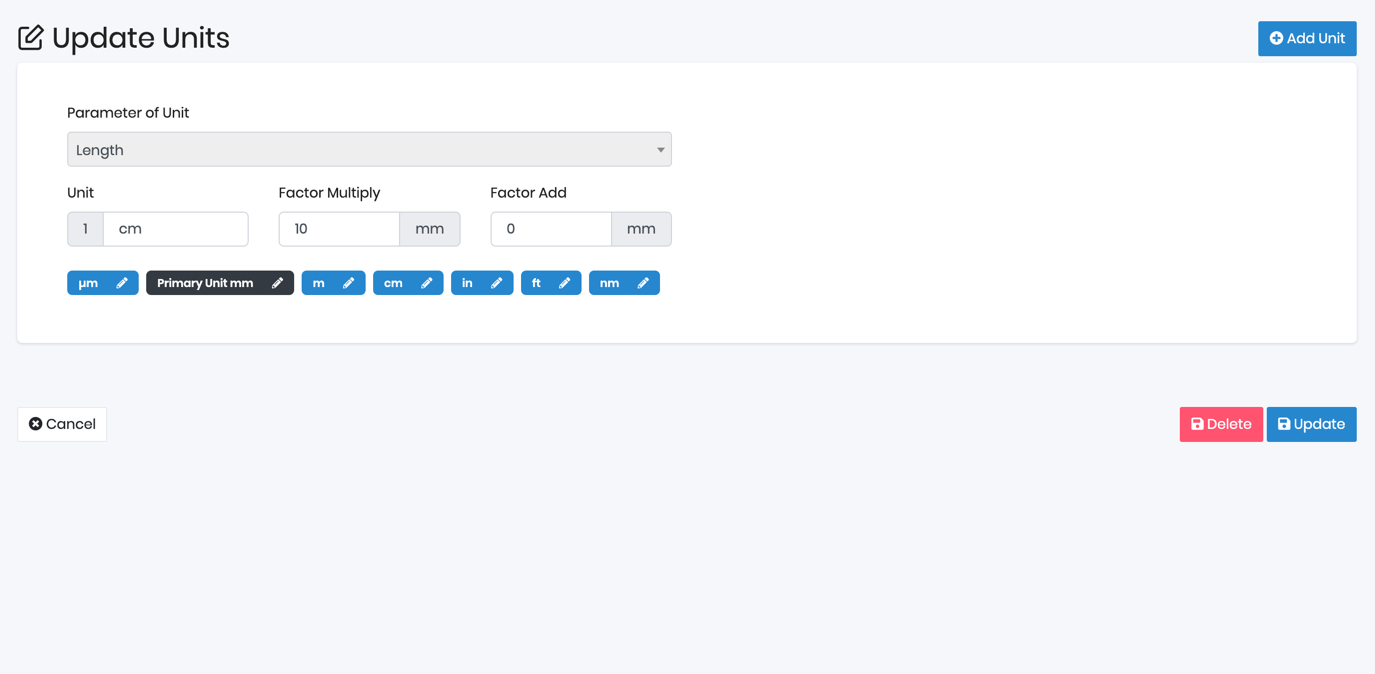 Update Units
Add Unit
Parameter of Unit
Length
Unit Factor Multiply Factor Add
1 cm 10 mm 0 mm
μm Primary Unit mm m cm in ft nm
Cancel Delete Update